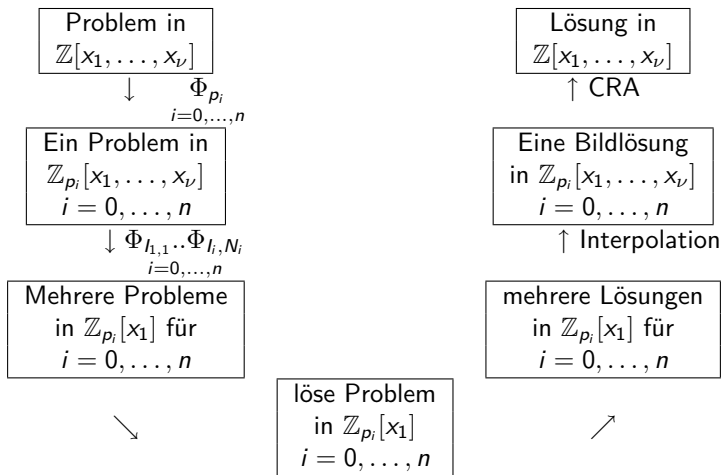 Problem in
ℤ[x₁, . . . , x_ν]
↓ Φ_{p_i}
i=0,...,n
Ein Problem in
ℤ_{p_i}[x₁, . . . , x_ν]
i = 0, . . . , n
↓ Φ_{I_{1,1}}..Φ_{I_i,N_i}
i=0,...,n
Mehrere Probleme
in ℤ_{p_i}[x₁] für
i = 0, . . . , n
↘
löse Problem
in ℤ_{p_i}[x₁]
i = 0, . . . , n
↗
mehrere Lösungen
in ℤ_{p_i}[x₁] für
i = 0, . . . , n
↑ Interpolation
Eine Bildlösung
in ℤ_{p_i}[x₁, . . . , x_ν]
i = 0, . . . , n
↑ CRA
Lösung in
ℤ[x₁, . . . , x_ν]